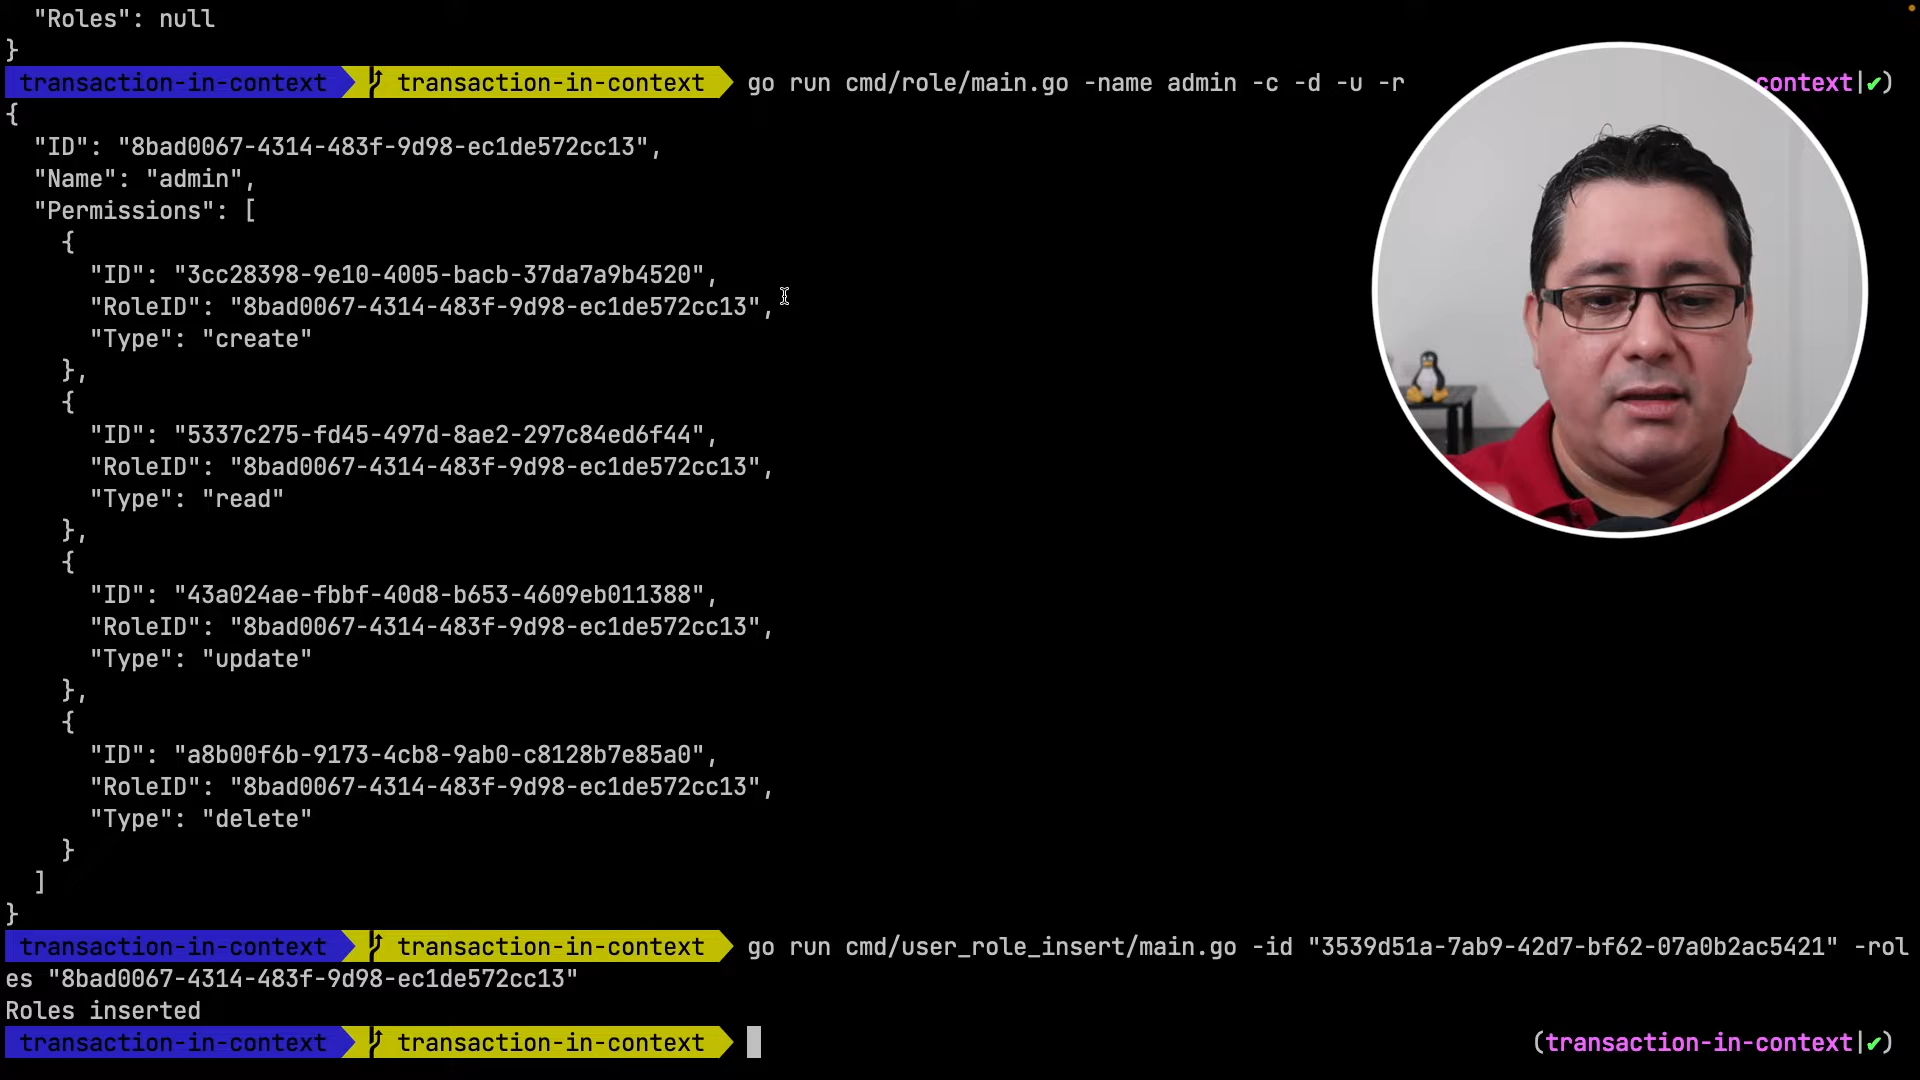 "Roles": null
}
transaction-in-context transaction-in-context go run cmd/role/main.go -name admin -c -d -u -r context|✔)
{
"ID": "8bad0067-4314-483f-9d98-ec1de572cc13",
"Name": "admin",
"Permissions": [
{
"ID": "3cc28398-9e10-4005-bacb-37da7a9b4520",
"RoleID": "8bad0067-4314-483f-9d98-ec1de572cc13",
"Type": "create"
},
{
"ID": "5337c275-fd45-497d-8ae2-297c84ed6f44",
"RoleID": "8bad0067-4314-483f-9d98-ec1de572cc13",
"Type": "read"
},
{
"ID": "43a024ae-fbbf-40d8-b653-4609eb011388",
"RoleID": "8bad0067-4314-483f-9d98-ec1de572cc13",
"Type": "update"
},
{
"ID": "a8b00f6b-9173-4cb8-9ab0-c8128b7e85a0",
"RoleID": "8bad0067-4314-483f-9d98-ec1de572cc13",
"Type": "delete"
}
]
}
transaction-in-context transaction-in-context go run cmd/user_role_insert/main.go -id "3539d51a-7ab9-42d7-bf62-07a0b2ac5421" -rol
es "8bad0067-4314-483f-9d98-ec1de572cc13"
Roles inserted
transaction-in-context transaction-in-context (transaction-in-context|✔)